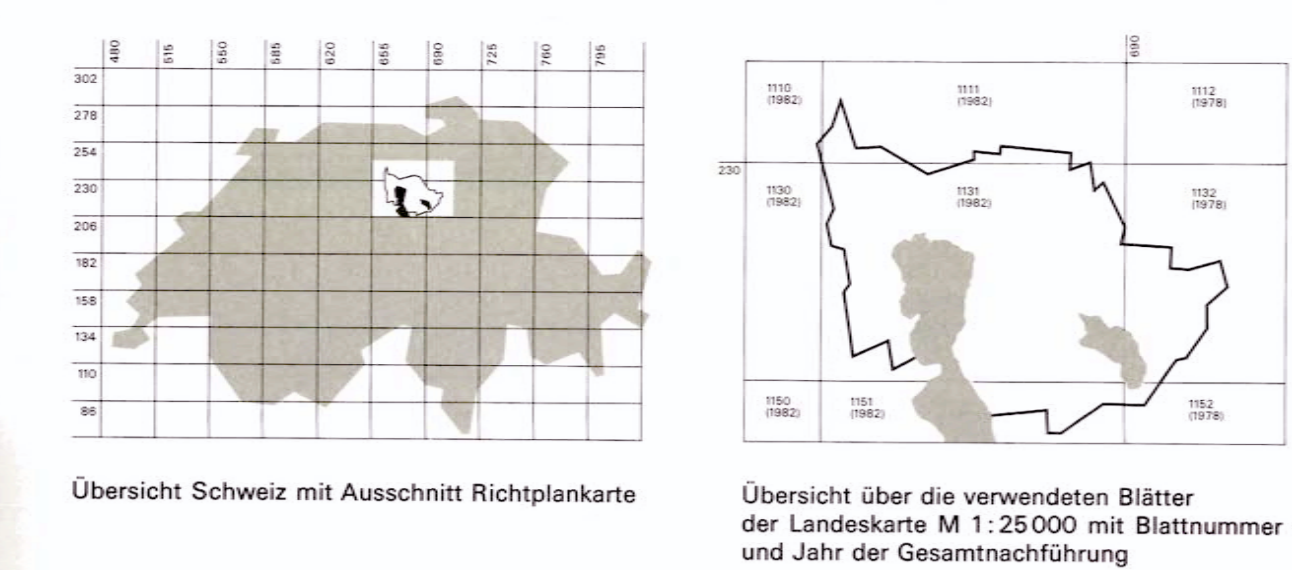 480 515 550 585 620 655 690 725 760 795
302
278
254
230
206
182
158
134
110
86
Übersicht Schweiz mit Ausschnitt Richtplankarte
690
1110 1111 1112
(1982) (1982) (1978)
230
1130 1131 1132
(1982) (1982) (1978)
1150 1151 1152
(1982) (1982) (1978)
Übersicht über die verwendeten Blätter
der Landeskarte M 1:25000 mit Blattnummer
und Jahr der Gesamtnachführung